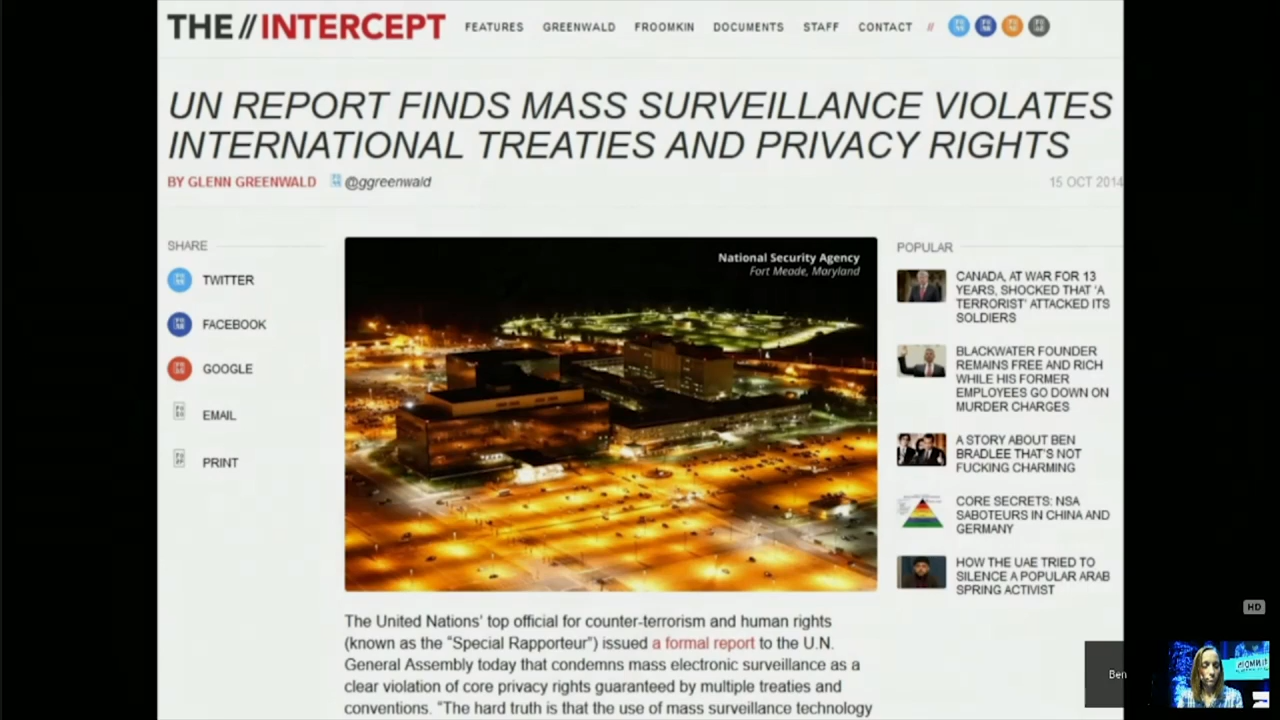 THE // INTERCEPT
FEATURES GREENWALD FROOMKIN DOCUMENTS STAFF CONTACT //
UN REPORT FINDS MASS SURVEILLANCE VIOLATES
INTERNATIONAL TREATIES AND PRIVACY RIGHTS
BY GLENN GREENWALD @ggreenwald
15 OCT 2014
SHARE
TWITTER
FACEBOOK
GOOGLE
EMAIL
PRINT
National Security Agency
Fort Meade, Maryland
The United Nations' top official for counter-terrorism and human rights
(known as the "Special Rapporteur") issued a formal report to the U.N.
General Assembly today that condemns mass electronic surveillance as a
clear violation of core privacy rights guaranteed by multiple treaties and
conventions. "The hard truth is that the use of mass surveillance technology
POPULAR
CANADA, AT WAR FOR 13
YEARS, SHOCKED THAT 'A
TERRORIST' ATTACKED ITS
SOLDIERS
BLACKWATER FOUNDER
REMAINS FREE AND RICH
WHILE HIS FORMER
EMPLOYEES GO DOWN ON
MURDER CHARGES
A STORY ABOUT BEN
BRADLEE THAT'S NOT
FUCKING CHARMING
CORE SECRETS: NSA
SABOTEURS IN CHINA AND
GERMANY
HOW THE UAE TRIED TO
SILENCE A POPULAR ARAB
SPRING ACTIVIST
HD
Ben